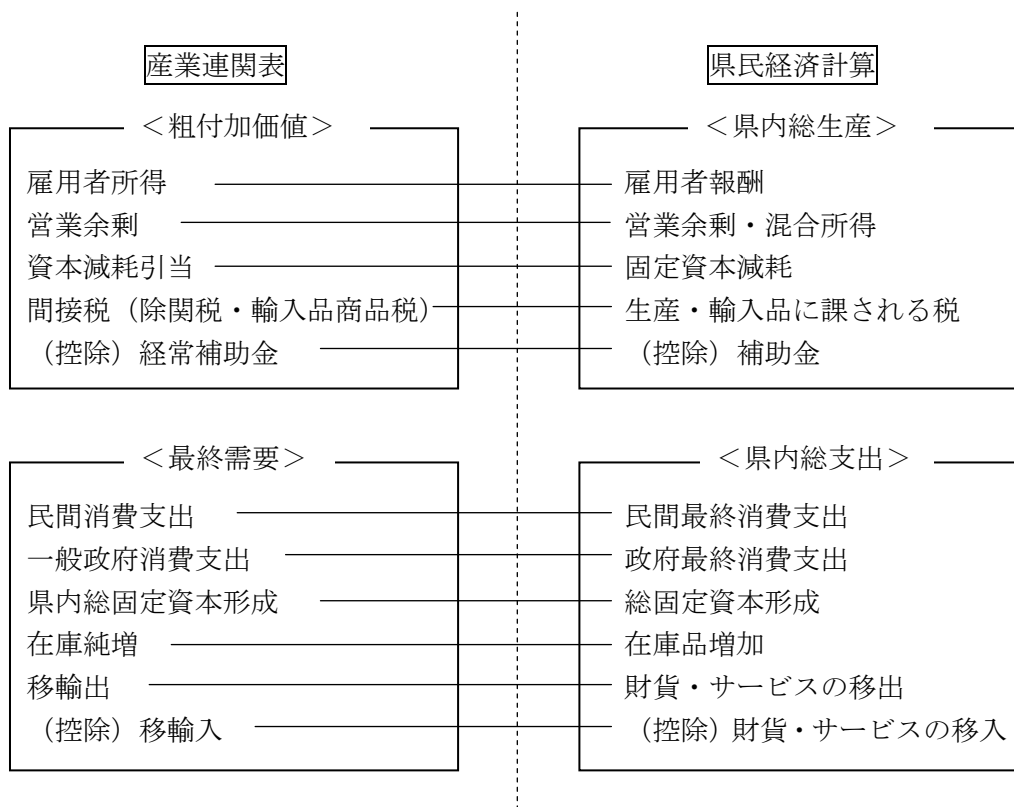 産業連関表
県民経済計算
＜粗付加価値＞
雇用者所得
営業余剰
資本減耗引当
間接税（除関税・輸入品商品税）
（控除）経常補助金
＜県内総生産＞
雇用者報酬
営業余剰・混合所得
固定資本減耗
生産・輸入品に課される税
（控除）補助金
＜最終需要＞
民間消費支出
一般政府消費支出
県内総固定資本形成
在庫純増
移輸出
（控除）移輸入
＜県内総支出＞
民間最終消費支出
政府最終消費支出
総固定資本形成
在庫品増加
財貨・サービスの移出
（控除）財貨・サービスの移入